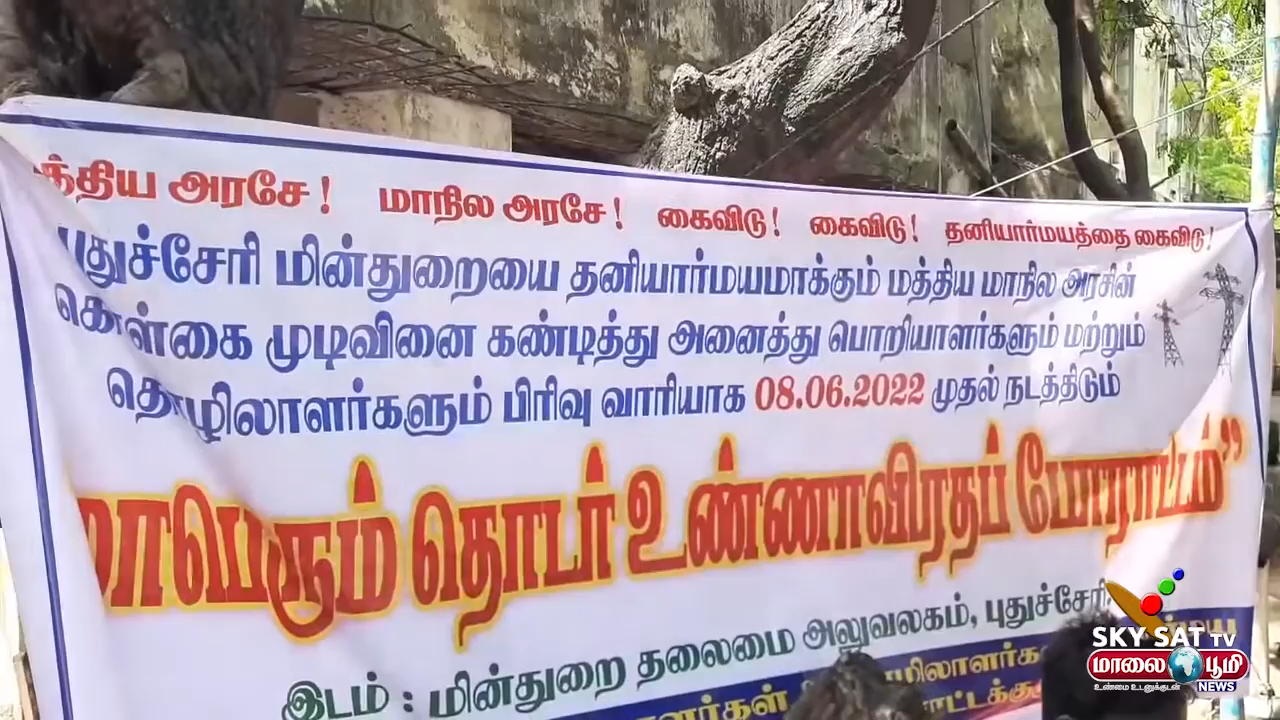 மத்திய அரசே! மாநில அரசே! கைவிடு! கைவிடு! தனியார்மயத்தை கைவிடு!
புதுச்சேரி மின்துறையை தனியார்மயமாக்கும் மத்திய மாநில அரசின்
கொள்கை முடிவினை கண்டித்து அனைத்து பொறியாளர்களும் மற்றும்
தொழிலாளர்களும் பிரிவு வாரியாக 08.06.2022 முதல் நடத்திடும்
மாபெரும் தொடர் உண்ணாவிரதப் போராட்டம்”
இடம் : மின்துறை தலைமை அலுவலகம், புதுச்சேரி.
SKY SAT TV
மாலை பூமி
உண்மை உடனுக்குடன் NEWS